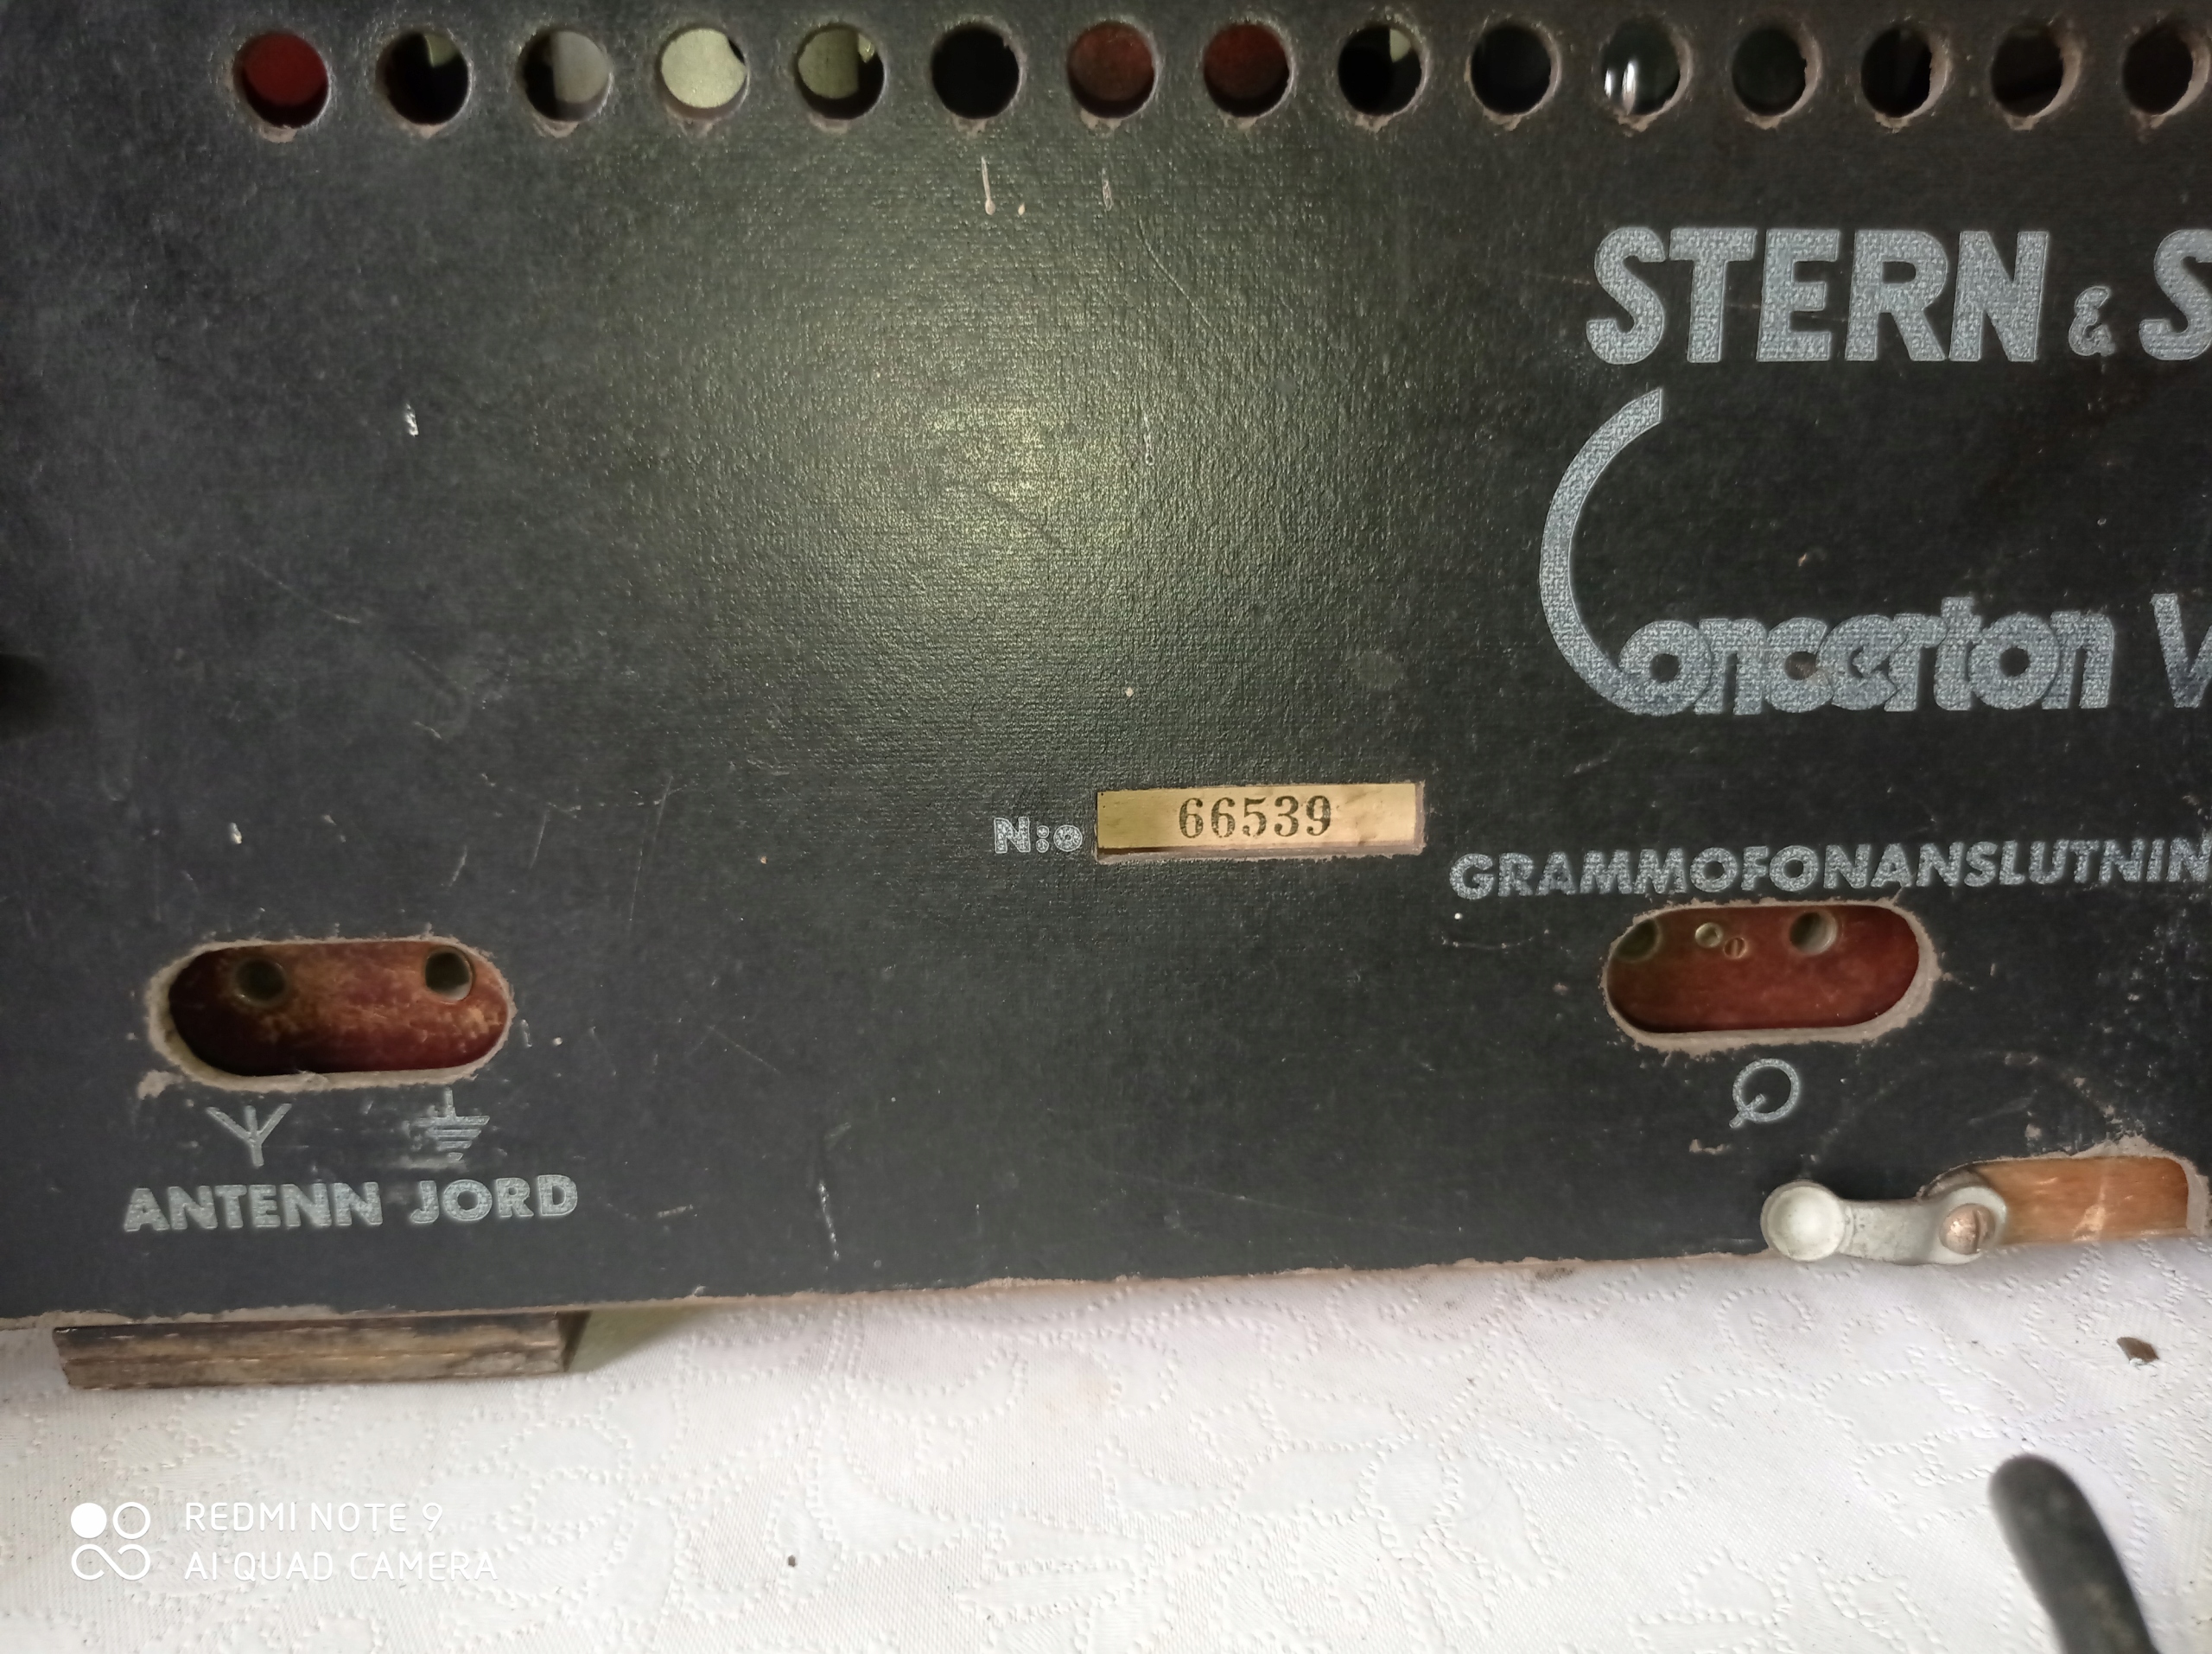 STERN & S
Concerton V
N:o 66539
GRAMMOFONANSLUTNIN
ANTENN JORD
REDMI NOTE 9
AI QUAD CAMERA